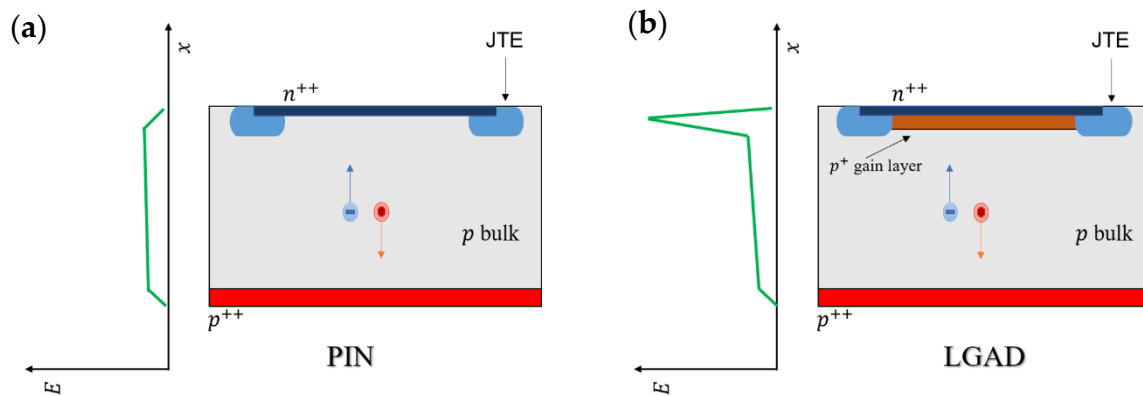 (a)
x
JTE
n⁺⁺
p bulk
p⁺⁺
PIN
E
(b)
x
JTE
n⁺⁺
p⁺ gain layer
p bulk
p⁺⁺
LGAD
E